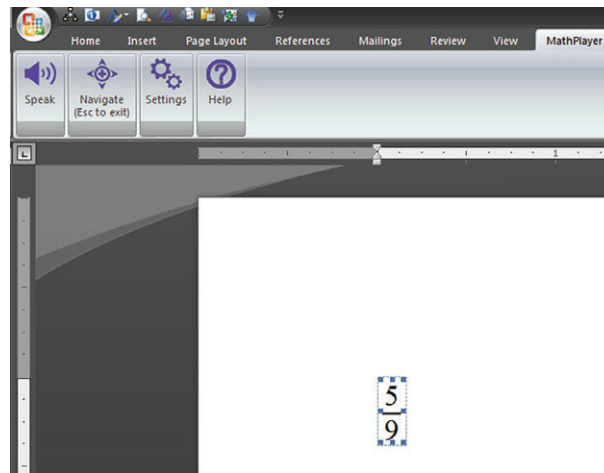 Home Insert Page Layout References Mailings Review View MathPlayer
Speak Navigate (Esc to exit) Settings Help
1
5
9